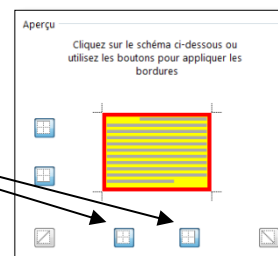 Aperçu
Cliquez sur le schéma ci-dessous ou
utilisez les boutons pour appliquer les
bordures